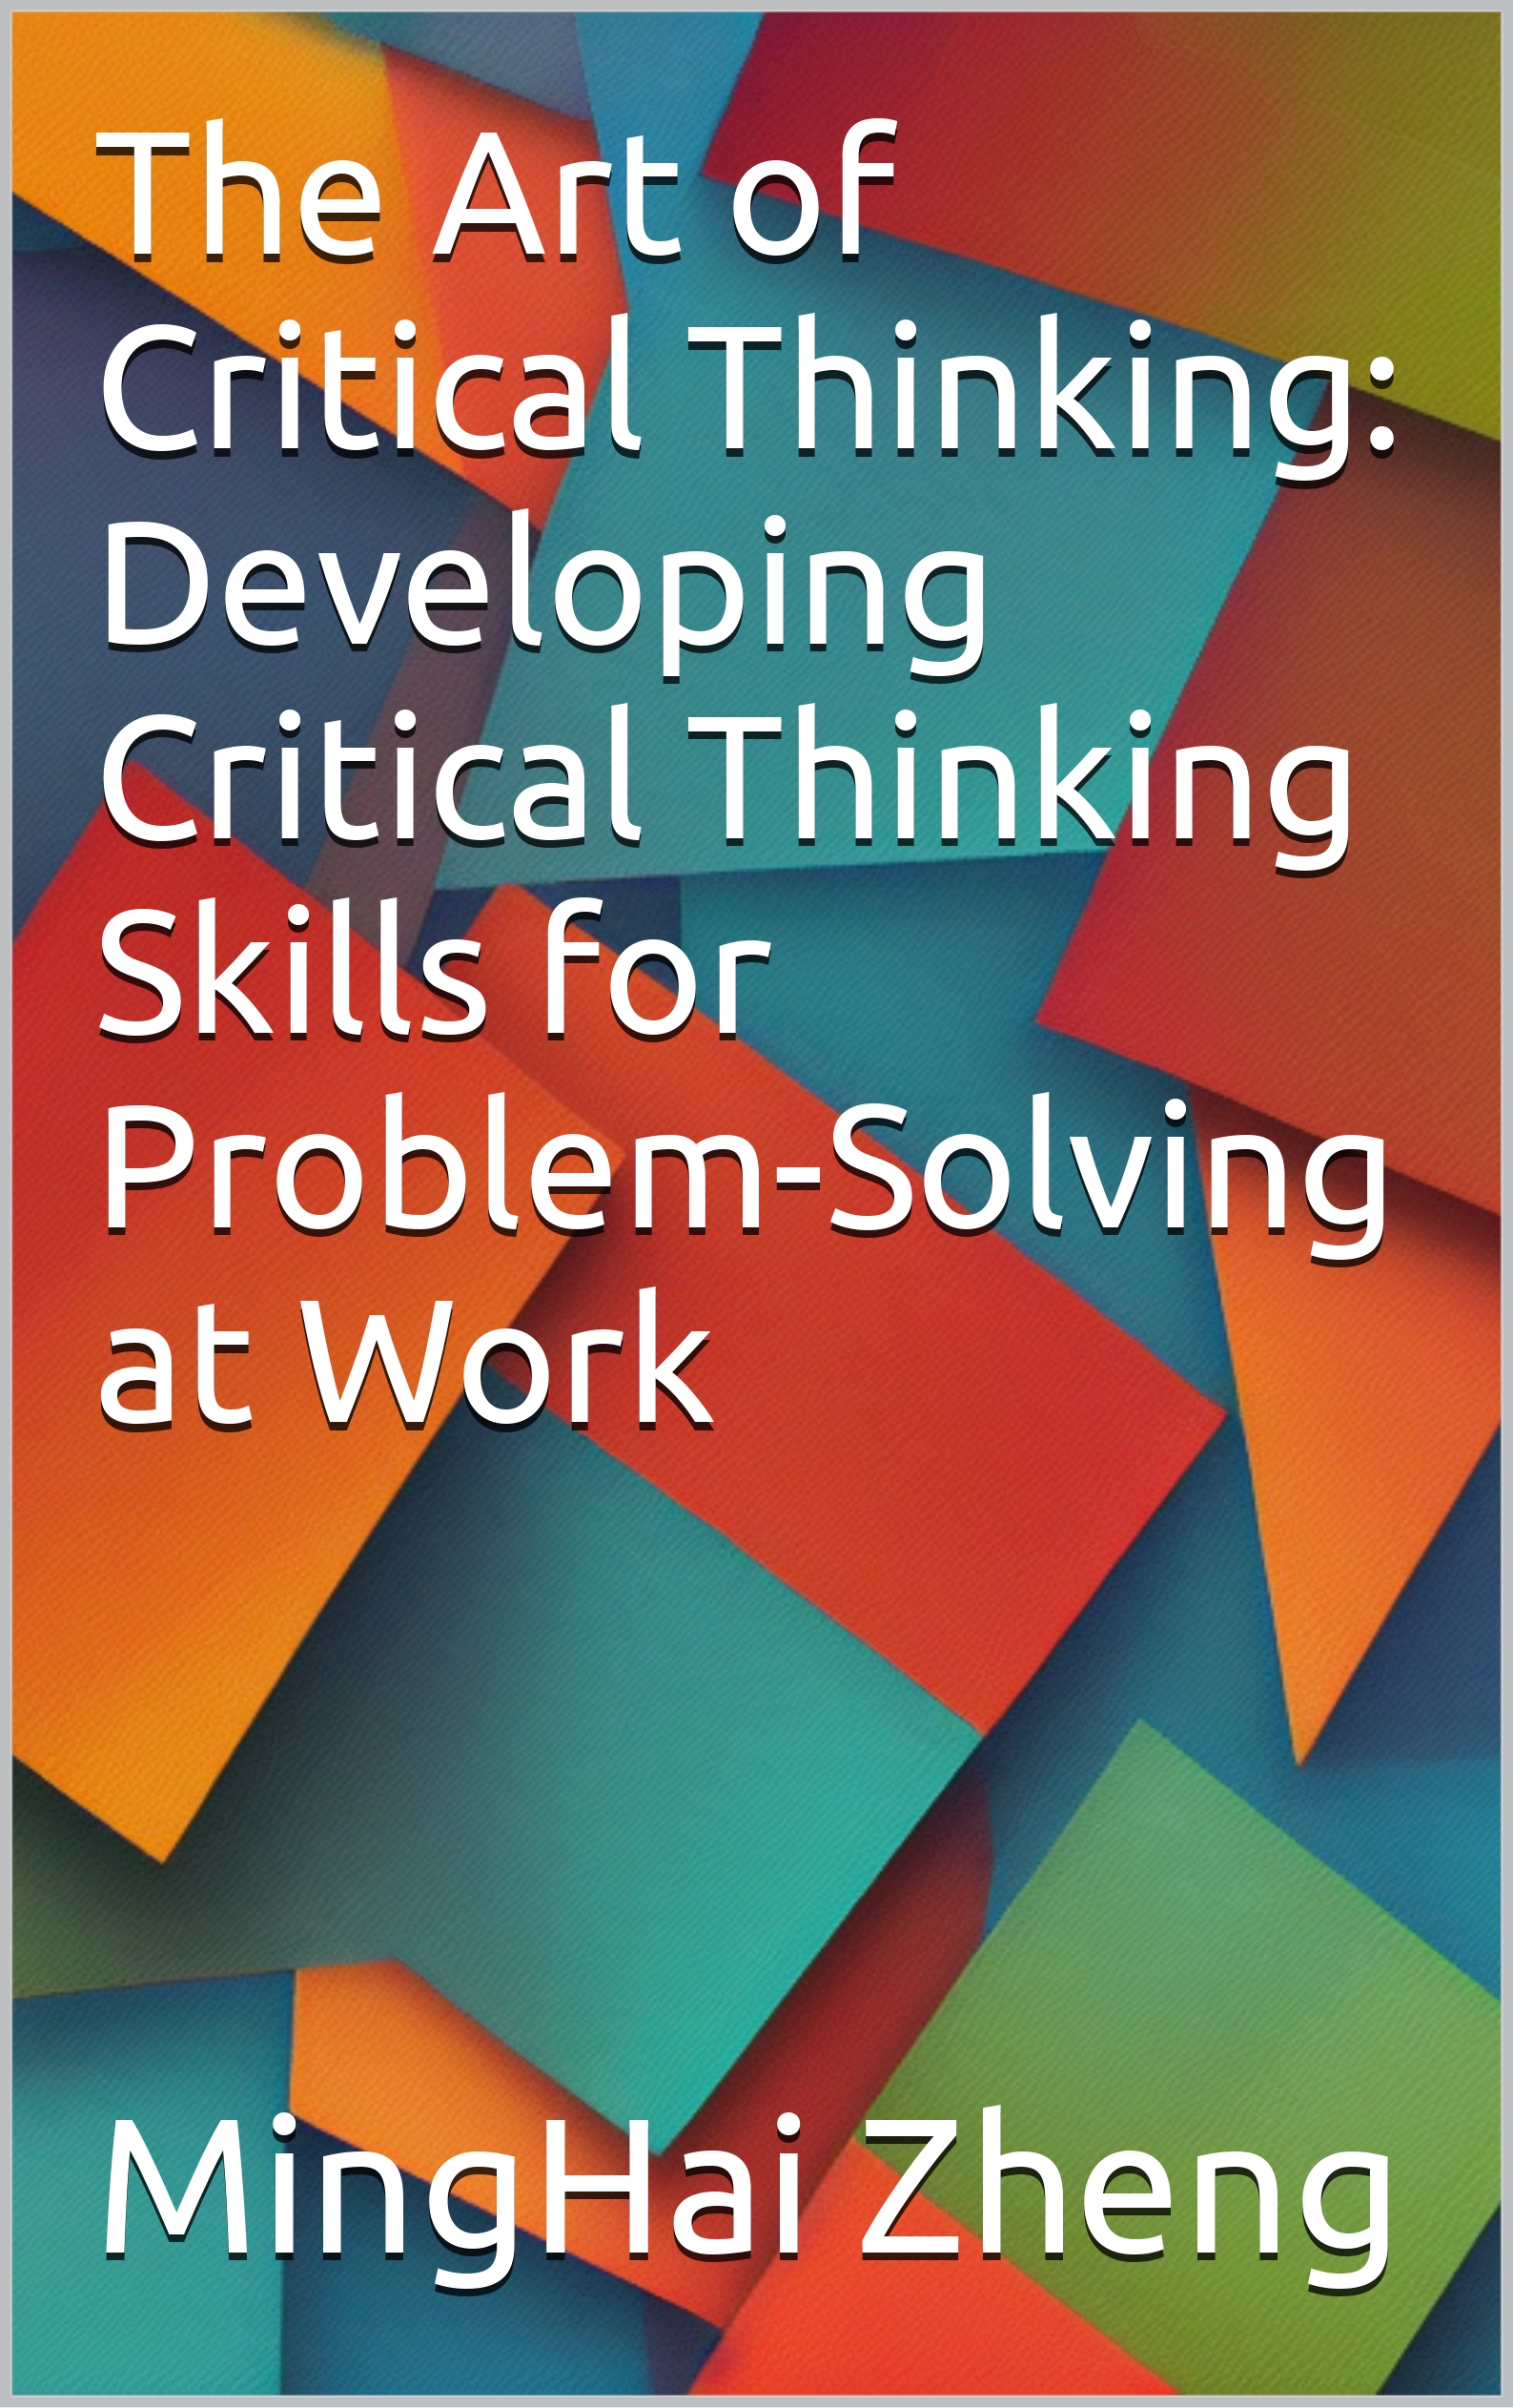 The Art of
Critical Thinking:
Developing
Critical Thinking
Skills for
Problem-Solving
at Work
MingHai Zheng